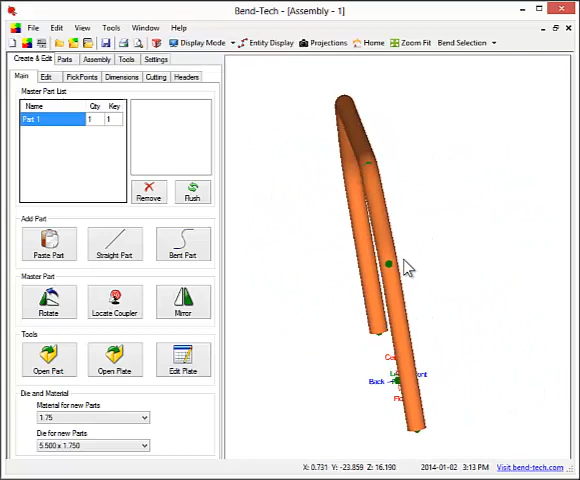 Bend-Tech - [Assembly - 1]
File Edit View Tools Window Help
Display Mode Entity Display Projections Home Zoom Fit Bend Selection
Create & Edit Parts Assembly Tools Settings
Main Edit Pick Points Dimensions Cutting Headers
Master Part List
Name Qty Key
Part 1 1 1
Remove Flush
Add Part
Paste Part Straight Part Bent Part
Master Part
Rotate Locate Coupler Mirror
Tools
Open Part Open Plate Edit Plate
Die and Material
Material for new Parts
1.75
Die for new Parts
5.500 x 1.750
Back
X: 0.731 Y: -23.859 Z: 16.190 2014-01-02 3:13 PM Visit bend-tech.com